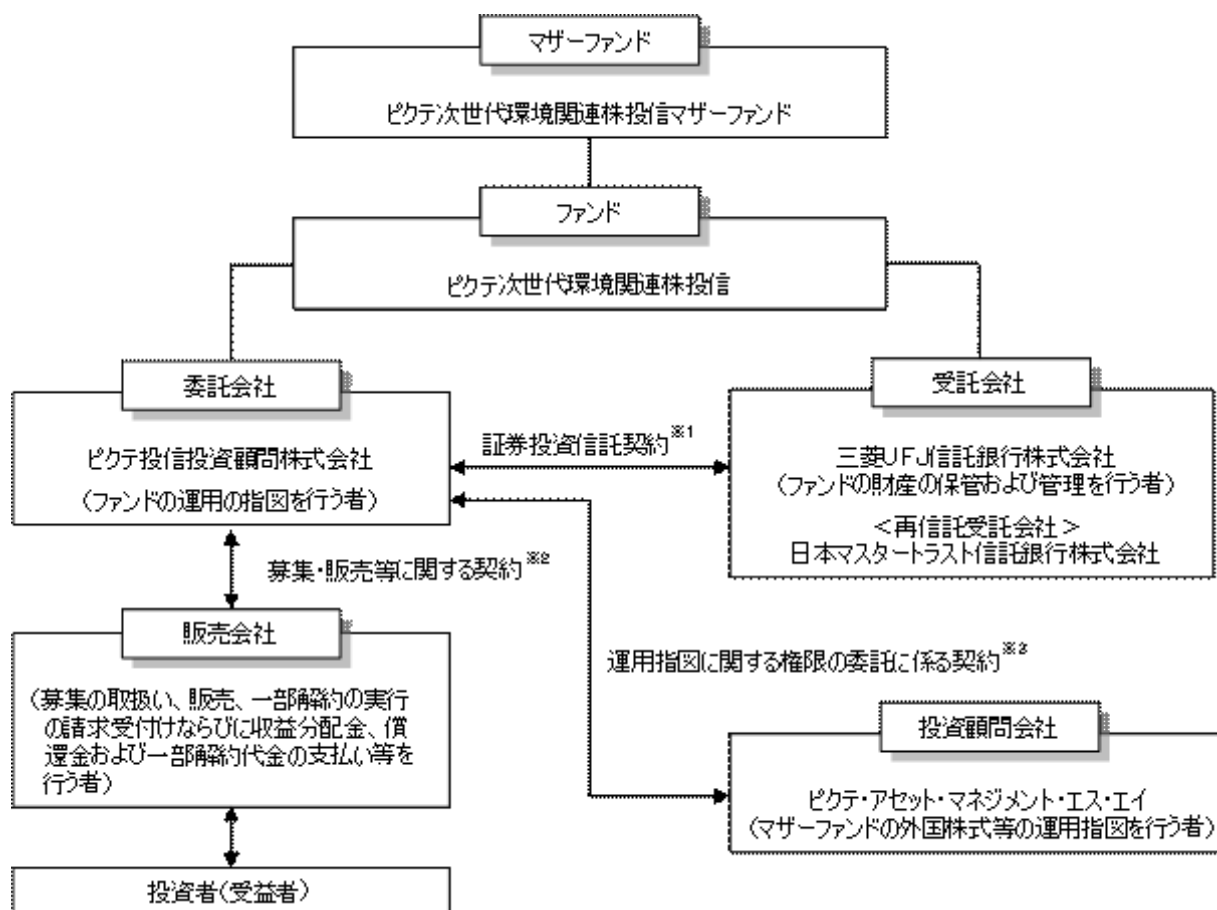 マザーファンド
ピクテ次世代環境関連株投信マザーファンド
ファンド
ピクテ次世代環境関連株投信
委託会社
ピクテ投信投資顧問株式会社
(ファンドの運用の指図を行う者)
証券投資信託契約※1
受託会社
三菱UFJ信託銀行株式会社
(ファンドの財産の保管および管理を行う者)
<再信託受託会社>
日本マスタートラスト信託銀行株式会社
募集・販売等に関する契約※2
販売会社
(募集の取扱い、販売、一部解約の実行
の請求受付けならびに収益分配金、償
還金および一部解約代金の支払い等を
行う者)
運用指図に関する権限の委託に係る契約※3
投資顧問会社
ピクテ・アセット・マネジメント・エス・エイ
(マザーファンドの外国株式等の運用指図を行う者)
投資者(受益者)